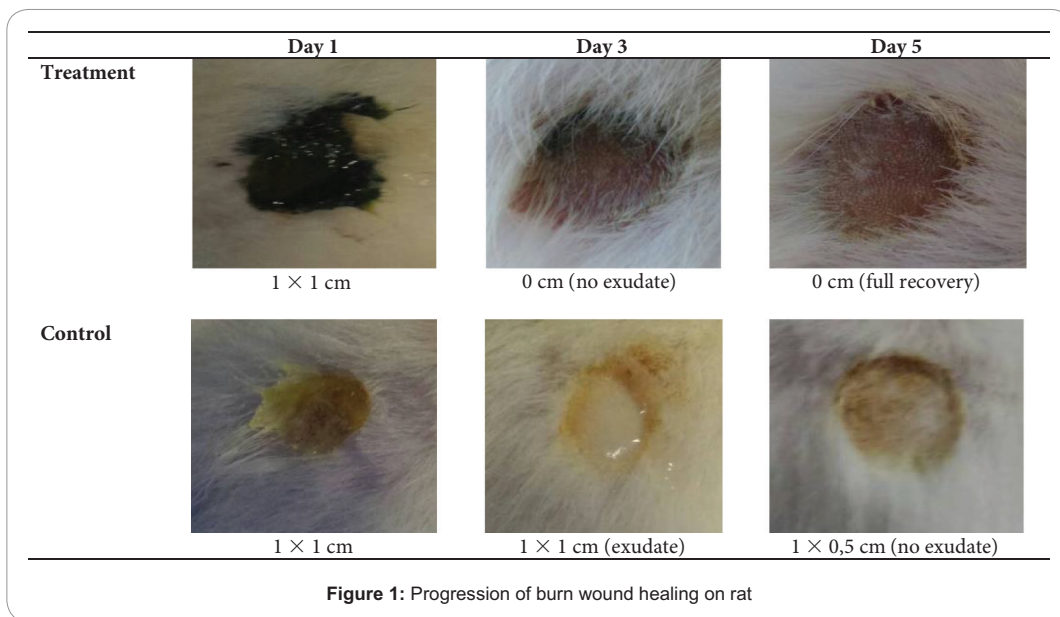 Day 1 Day 3 Day 5
Treatment
1 × 1 cm 0 cm (no exudate) 0 cm (full recovery)
Control
1 × 1 cm 1 × 1 cm (exudate) 1 × 0,5 cm (no exudate)
Figure 1: Progression of burn wound healing on rat